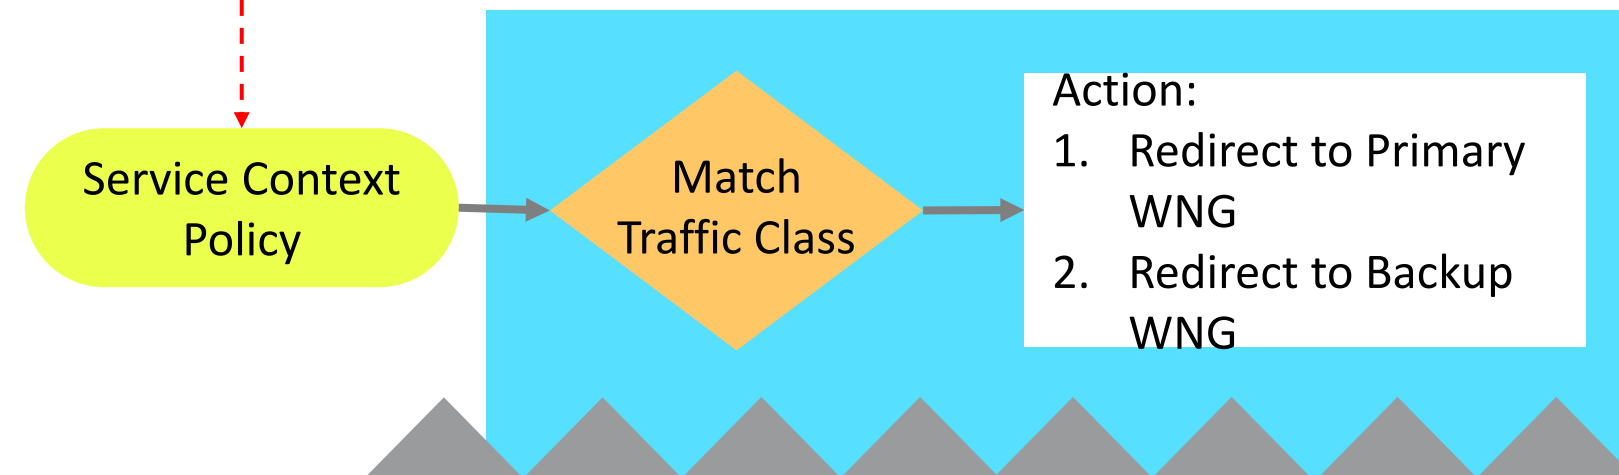 Service Context
Policy
Match
Traffic Class
Action:
1. Redirect to Primary
WNG
2. Redirect to Backup
WNG